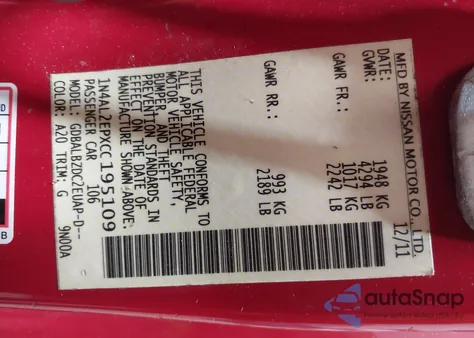 MFD BY NISSAN MOTOR CO., LTD.
DATE: 12/11
GVWR: 1948 KG
4294 LB
GAWR FR.: 1017 KG
2242 LB
GAWR RR.: 993 KG
2189 LB
THIS VEHICLE CONFORMS TO
ALL APPLICABLE FEDERAL
MOTOR VEHICLE SAFETY,
BUMPER, AND THEFT
PREVENTION STANDARDS IN
EFFECT ON THE DATE OF
MANUFACTURE SHOWN ABOVE.
1N4AL2EPXCC195109
PASSENGER CAR 106
MODEL: GDBALBZDC2EUAP-D-- 9N00A
COLOR: A20 TRIM: G
autoSnap